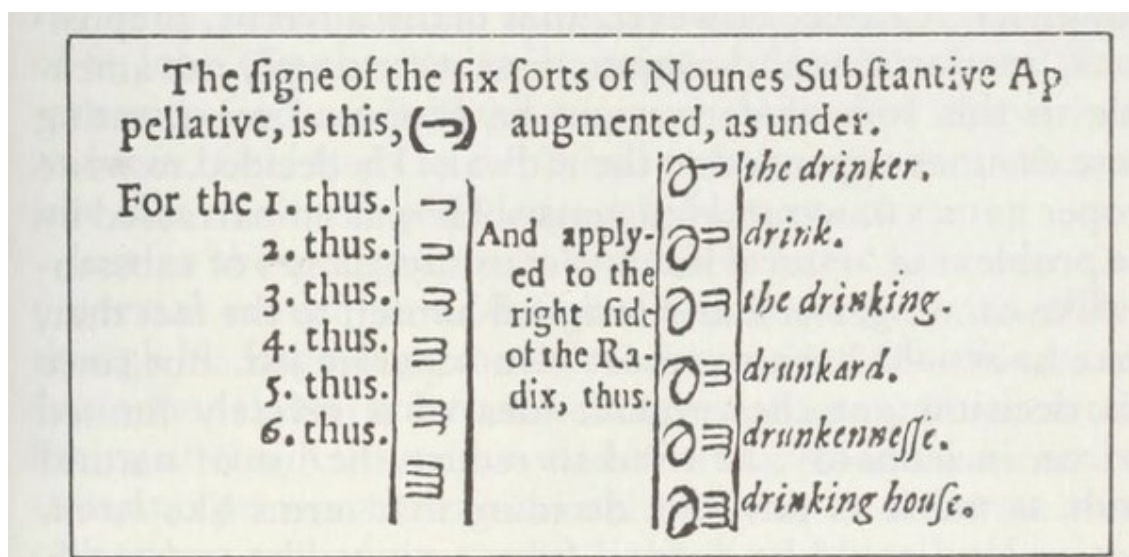 The ſigne of the ſix ſorts of Nounes Subſtantive Ap
pellative, is this, (¬) augmented, as under.
For the 1. thus.
2. thus.
3. thus.
4. thus.
5. thus.
6. thus.
And apply-
ed to the
right ſide
of the Ra-
dix, thus.
the drinker.
drink.
the drinking.
drunkard.
drunkenneſſe.
drinking houſe.